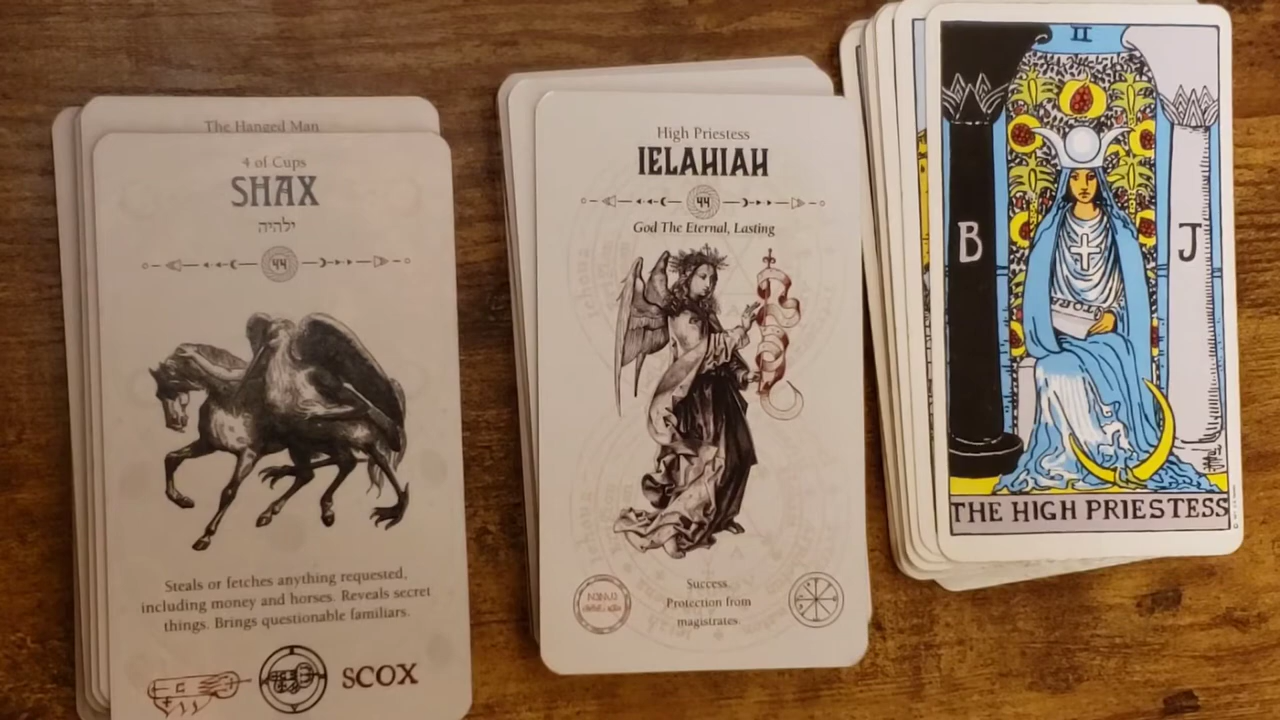 The Hanged Man
4 of Cups
SHAX
ילהיה
44
Steals or fetches anything requested,
including money and horses. Reveals secret
things. Brings questionable familiars.
SCOX
High Priestess
IELAHIAH
44
God The Eternal, Lasting
Success
Protection from
magistrates
II
B
J
TORA
THE HIGH PRIESTESS